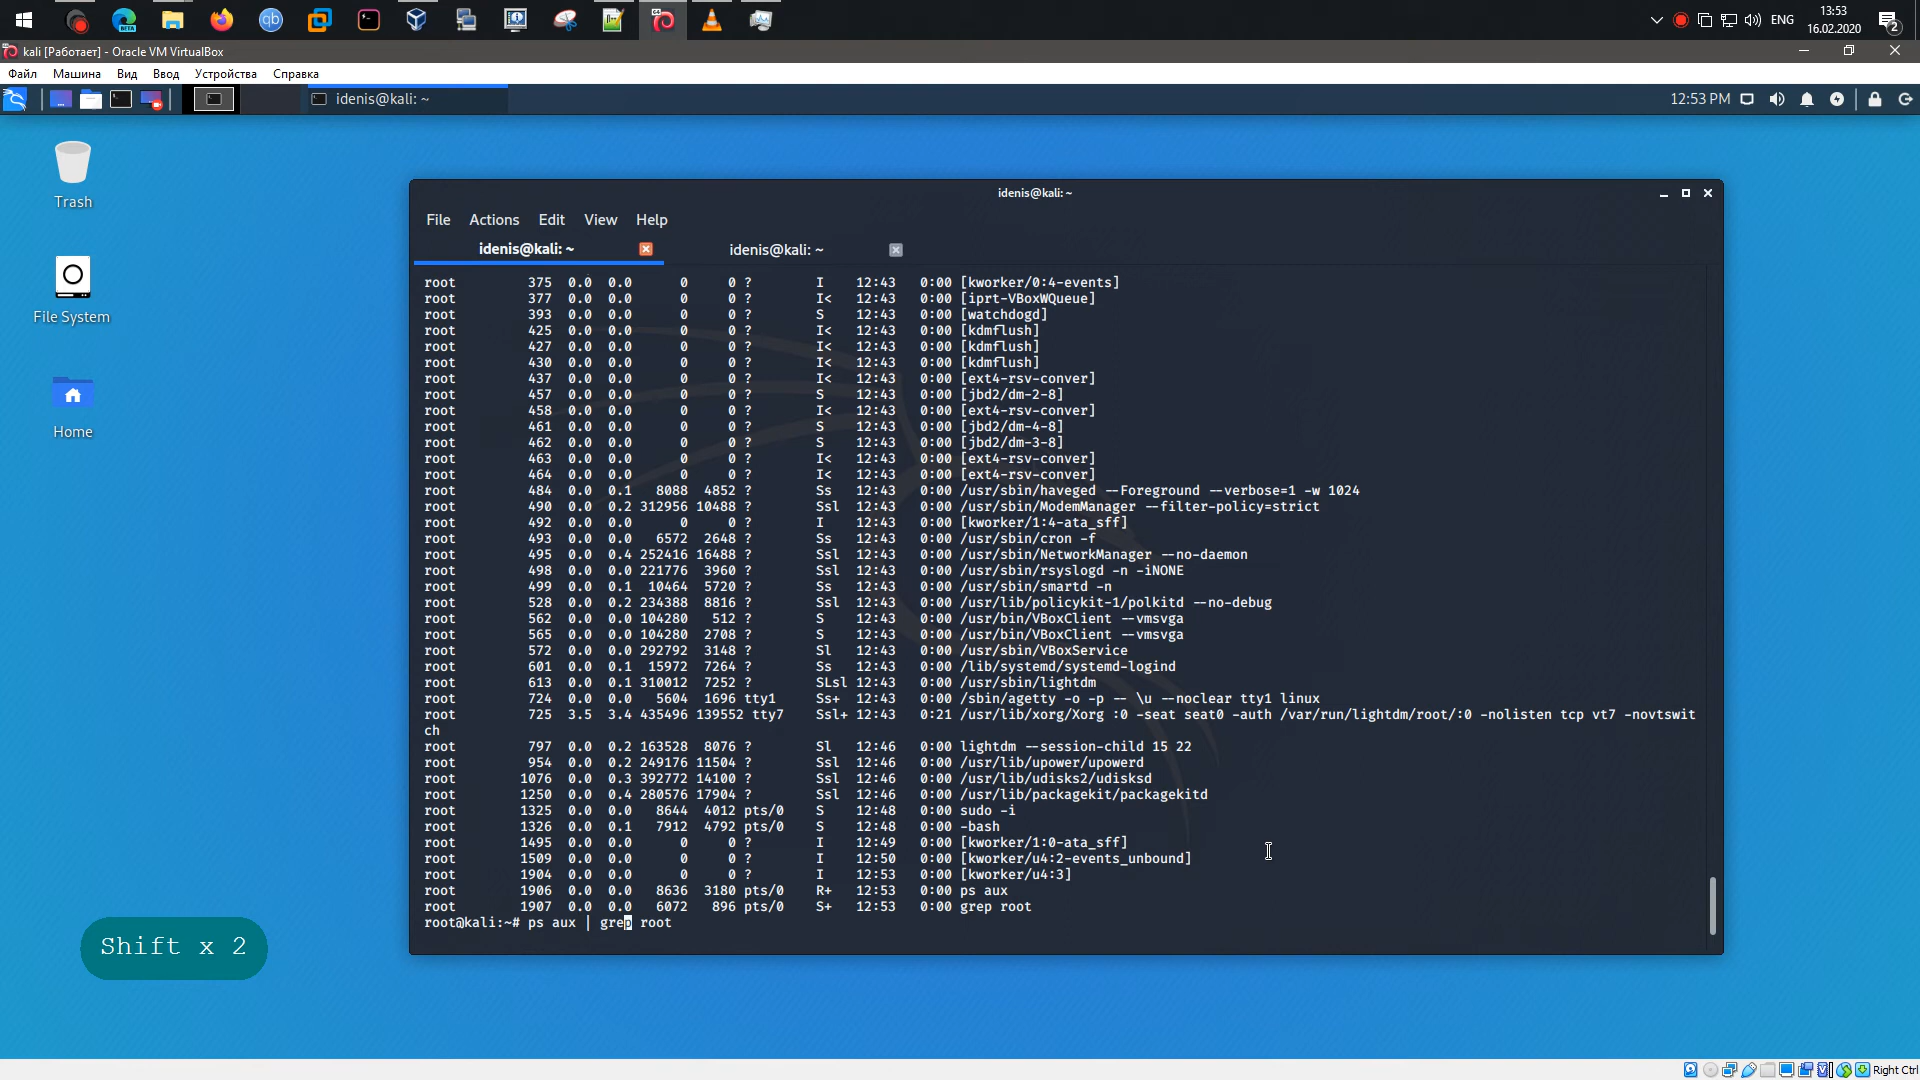 ENG
13:53
16.02.2020
2
kali [Работает] - Oracle VM VirtualBox
Файл Машина Вид Ввод Устройства Справка
idenis@kali: ~
12:53 PM
Trash
File System
Home
idenis@kali: ~
File Actions Edit View Help
idenis@kali: ~ idenis@kali: ~
root 375 0.0 0.0 0 0 ? I 12:43 0:00 [kworker/0:4-events]
root 377 0.0 0.0 0 0 ? I< 12:43 0:00 [iprt-VBoxWQueue]
root 393 0.0 0.0 0 0 ? S 12:43 0:00 [watchdogd]
root 425 0.0 0.0 0 0 ? I< 12:43 0:00 [kdmflush]
root 427 0.0 0.0 0 0 ? I< 12:43 0:00 [kdmflush]
root 430 0.0 0.0 0 0 ? I< 12:43 0:00 [kdmflush]
root 437 0.0 0.0 0 0 ? I< 12:43 0:00 [ext4-rsv-conver]
root 457 0.0 0.0 0 0 ? S 12:43 0:00 [jbd2/dm-2-8]
root 458 0.0 0.0 0 0 ? I< 12:43 0:00 [ext4-rsv-conver]
root 461 0.0 0.0 0 0 ? S 12:43 0:00 [jbd2/dm-4-8]
root 462 0.0 0.0 0 0 ? S 12:43 0:00 [jbd2/dm-3-8]
root 463 0.0 0.0 0 0 ? I< 12:43 0:00 [ext4-rsv-conver]
root 464 0.0 0.0 0 0 ? I< 12:43 0:00 [ext4-rsv-conver]
root 484 0.0 0.1 8088 4852 ? Ss 12:43 0:00 /usr/sbin/haveged --Foreground --verbose=1 -w 1024
root 490 0.0 0.2 312956 10488 ? Ssl 12:43 0:00 /usr/sbin/ModemManager --filter-policy=strict
root 492 0.0 0.0 0 0 ? I 12:43 0:00 [kworker/1:4-ata_sff]
root 493 0.0 0.0 6572 2648 ? Ss 12:43 0:00 /usr/sbin/cron -f
root 495 0.0 0.4 252416 16488 ? Ssl 12:43 0:00 /usr/sbin/NetworkManager --no-daemon
root 498 0.0 0.0 221776 3960 ? Ssl 12:43 0:00 /usr/sbin/rsyslogd -n -iNONE
root 499 0.0 0.1 10464 5720 ? Ss 12:43 0:00 /usr/sbin/smartd -n
root 528 0.0 0.2 234388 8816 ? Ssl 12:43 0:00 /usr/lib/policykit-1/polkitd --no-debug
root 562 0.0 0.0 104280 512 ? S 12:43 0:00 /usr/bin/VBoxClient --vmsvga
root 565 0.0 0.0 104280 2708 ? S 12:43 0:00 /usr/bin/VBoxClient --vmsvga
root 572 0.0 0.0 292792 3148 ? Sl 12:43 0:00 /usr/sbin/VBoxService
root 601 0.0 0.1 15972 7264 ? Ss 12:43 0:00 /lib/systemd/systemd-logind
root 613 0.0 0.1 310012 7252 ? SLsl 12:43 0:00 /usr/sbin/lightdm
root 724 0.0 0.0 5604 1696 tty1 Ss+ 12:43 0:00 /sbin/agetty -o -p -- \u --noclear tty1 linux
root 725 3.5 3.4 435496 139552 tty7 Ssl+ 12:43 0:21 /usr/lib/xorg/Xorg :0 -seat seat0 -auth /var/run/lightdm/root/:0 -nolisten tcp vt7 -novtswit
ch
root 797 0.0 0.2 163528 8076 ? Sl 12:46 0:00 lightdm --session-child 15 22
root 954 0.0 0.2 249176 11504 ? Ssl 12:46 0:00 /usr/lib/upower/upowerd
root 1076 0.0 0.3 392772 14100 ? Ssl 12:46 0:00 /usr/lib/udisks2/udisksd
root 1250 0.0 0.4 280576 17904 ? Ssl 12:46 0:00 /usr/lib/packagekit/packagekitd
root 1325 0.0 0.0 8644 4012 pts/0 S 12:48 0:00 sudo -i
root 1326 0.0 0.1 7912 4792 pts/0 S 12:48 0:00 -bash
root 1495 0.0 0.0 0 0 ? I 12:49 0:00 [kworker/1:0-ata_sff]
root 1509 0.0 0.0 0 0 ? I 12:50 0:00 [kworker/u4:2-events_unbound]
root 1904 0.0 0.0 0 0 ? I 12:53 0:00 [kworker/u4:3]
root 1906 0.0 0.0 8636 3180 pts/0 R+ 12:53 0:00 ps aux
root 1907 0.0 0.0 6072 896 pts/0 S+ 12:53 0:00 grep root
root@kali:~# ps aux | grep root
Shift x 2
Right Ctrl